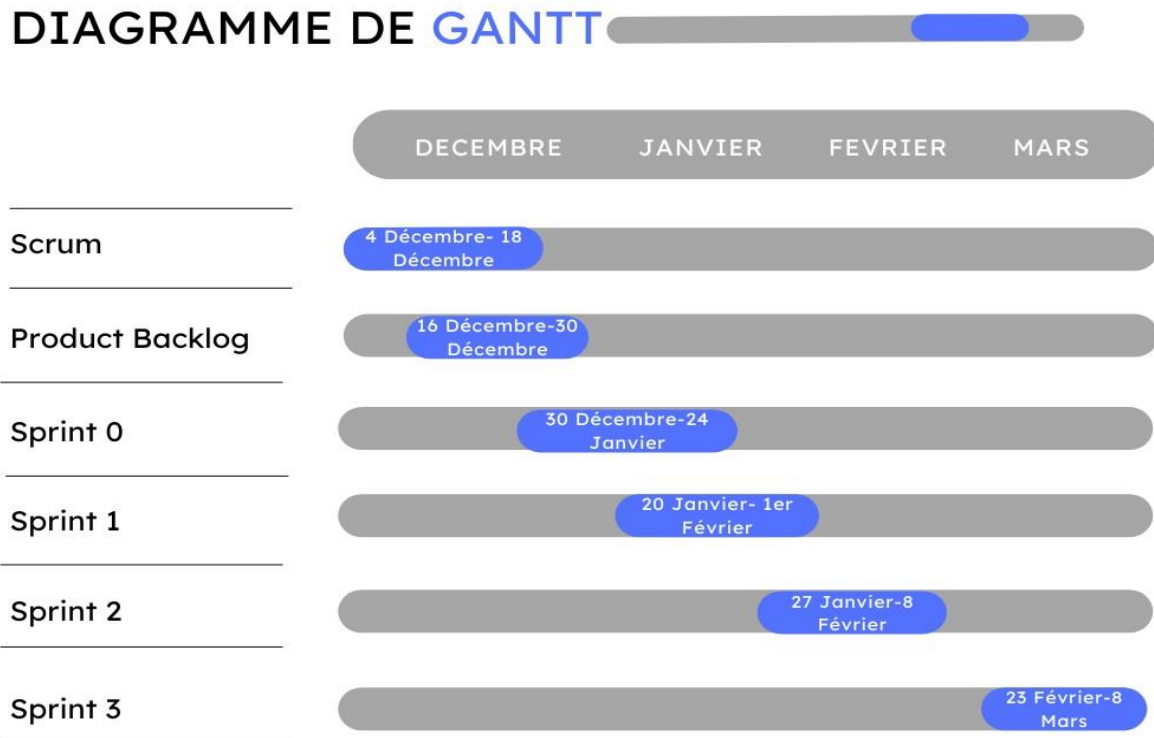 DIAGRAMME DE GANTT
DECEMBRE JANVIER FEVRIER MARS
Scrum
4 Décembre- 18
Décembre
Product Backlog
16 Décembre-30
Décembre
Sprint 0
30 Décembre-24
Janvier
Sprint 1
20 Janvier- 1er
Février
Sprint 2
27 Janvier-8
Février
Sprint 3
23 Février-8
Mars